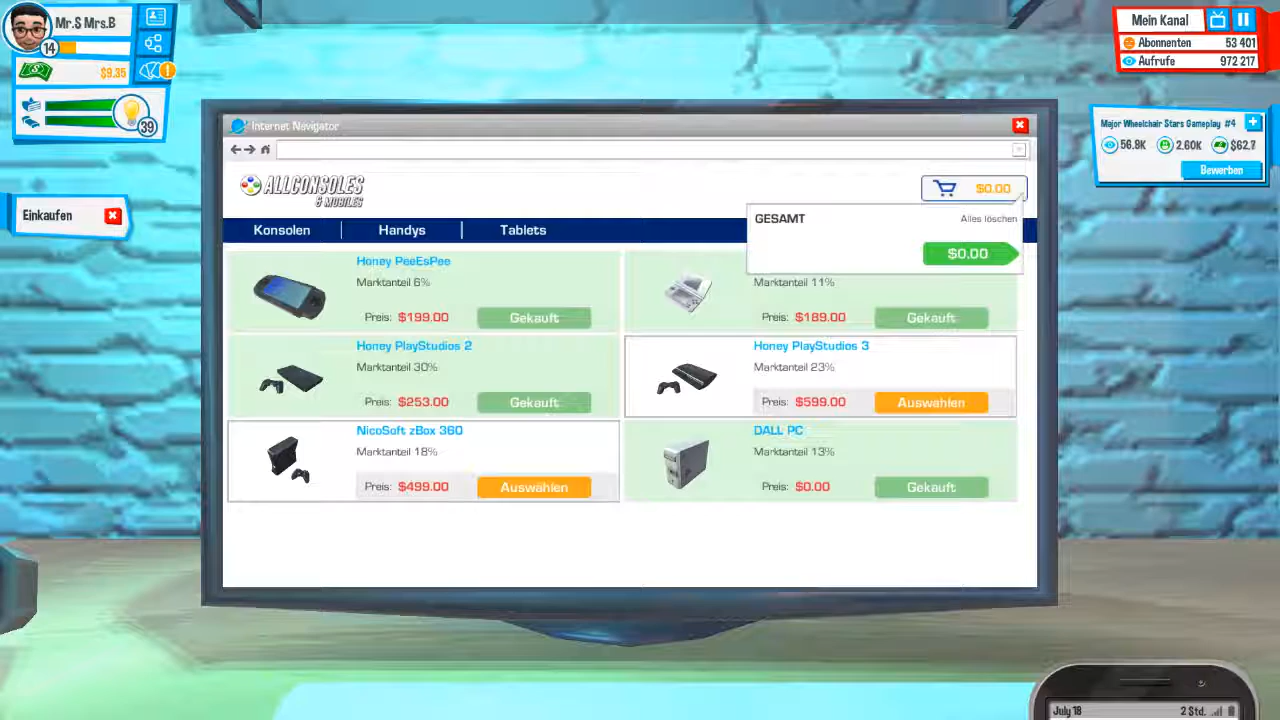 Mr.S Mrs.B
14
$9.35
!
39
Einkaufen
Mein Kanal
Abonnenten 53 401
Aufrufe 972 217
Major Wheelchair Stars Gameplay #4
56.8K 2.60K $62.7
Bewerben
Internet Navigator
ALLCONSOLES
& MOBILES
$0.00
GESAMT
Alles löschen
$0.00
Konsolen
Handys
Tablets
Honey PeeEsPee
Marktanteil 6%
Preis: $199.00
Gekauft
Marktanteil 11%
Preis: $189.00
Gekauft
Honey PlayStudios 2
Marktanteil 30%
Preis: $253.00
Gekauft
Honey PlayStudios 3
Marktanteil 23%
Preis: $599.00
Auswählen
NicoSoft zBox 360
Marktanteil 18%
Preis: $499.00
Auswählen
DALL PC
Marktanteil 13%
Preis: $0.00
Gekauft
July 18
2 Std.